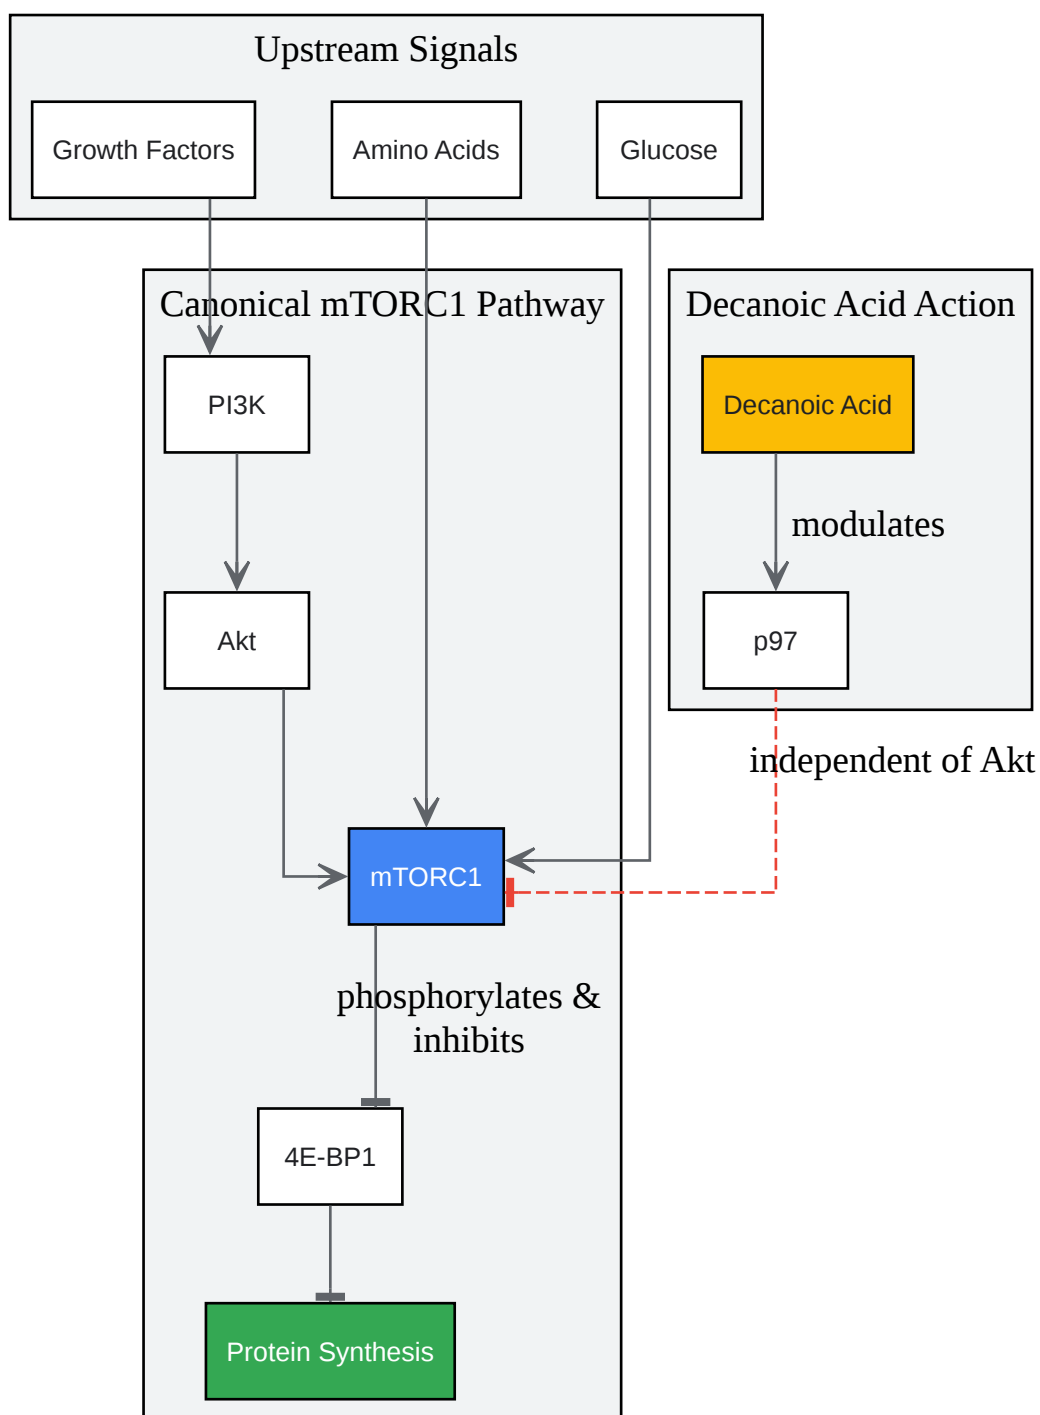 Upstream Signals
Growth Factors
Amino Acids
Glucose
Canonical mTORC1 Pathway
Decanoic Acid Action
PI3K
Decanoic Acid
modulates
Akt
p97
independent of Akt
mTORC1
phosphorylates &
inhibits
4E-BP1
Protein Synthesis